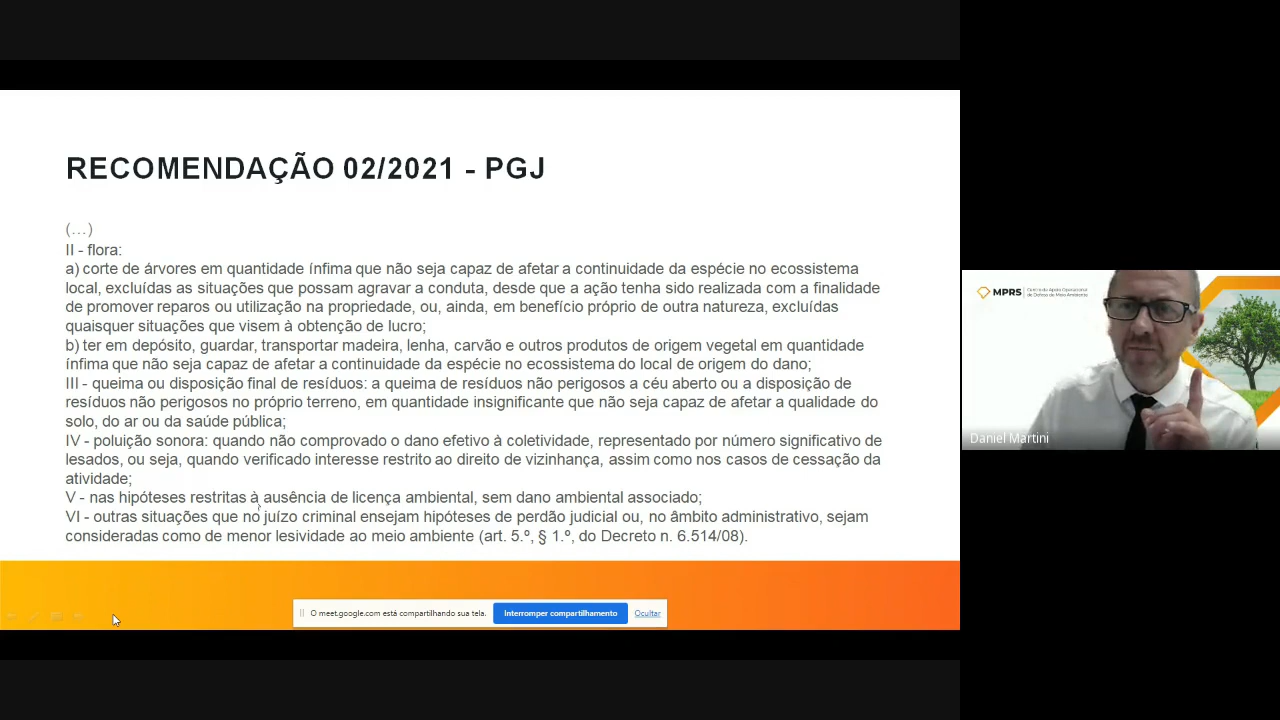 RECOMENDAÇÃO 02/2021 - PGJ
(...)
II - flora:
a) corte de árvores em quantidade ínfima que não seja capaz de afetar a continuidade da espécie no ecossistema
local, excluídas as situações que possam agravar a conduta, desde que a ação tenha sido realizada com a finalidade
de promover reparos ou utilização na propriedade, ou, ainda, em benefício próprio de outra natureza, excluídas
quaisquer situações que visem à obtenção de lucro;
b) ter em depósito, guardar, transportar madeira, lenha, carvão e outros produtos de origem vegetal em quantidade
ínfima que não seja capaz de afetar a continuidade da espécie no ecossistema do local de origem do dano;
III - queima ou disposição final de resíduos: a queima de resíduos não perigosos a céu aberto ou a disposição de
resíduos não perigosos no próprio terreno, em quantidade insignificante que não seja capaz de afetar a qualidade do
solo, do ar ou da saúde pública;
IV - poluição sonora: quando não comprovado o dano efetivo à coletividade, representado por número significativo de
lesados, ou seja, quando verificado interesse restrito ao direito de vizinhança, assim como nos casos de cessação da
atividade;
V - nas hipóteses restritas à ausência de licença ambiental, sem dano ambiental associado;
VI - outras situações que no juízo criminal ensejam hipóteses de perdão judicial ou, no âmbito administrativo, sejam
consideradas como de menor lesividade ao meio ambiente (art. 5.º, § 1.º, do Decreto n. 6.514/08).
O meet.google.com está compartilhando sua tela.
Interromper compartilhamento
Ocultar
MPRS
Centro de Apoio Operacional
de Defesa do Meio Ambiente
Daniel Martini